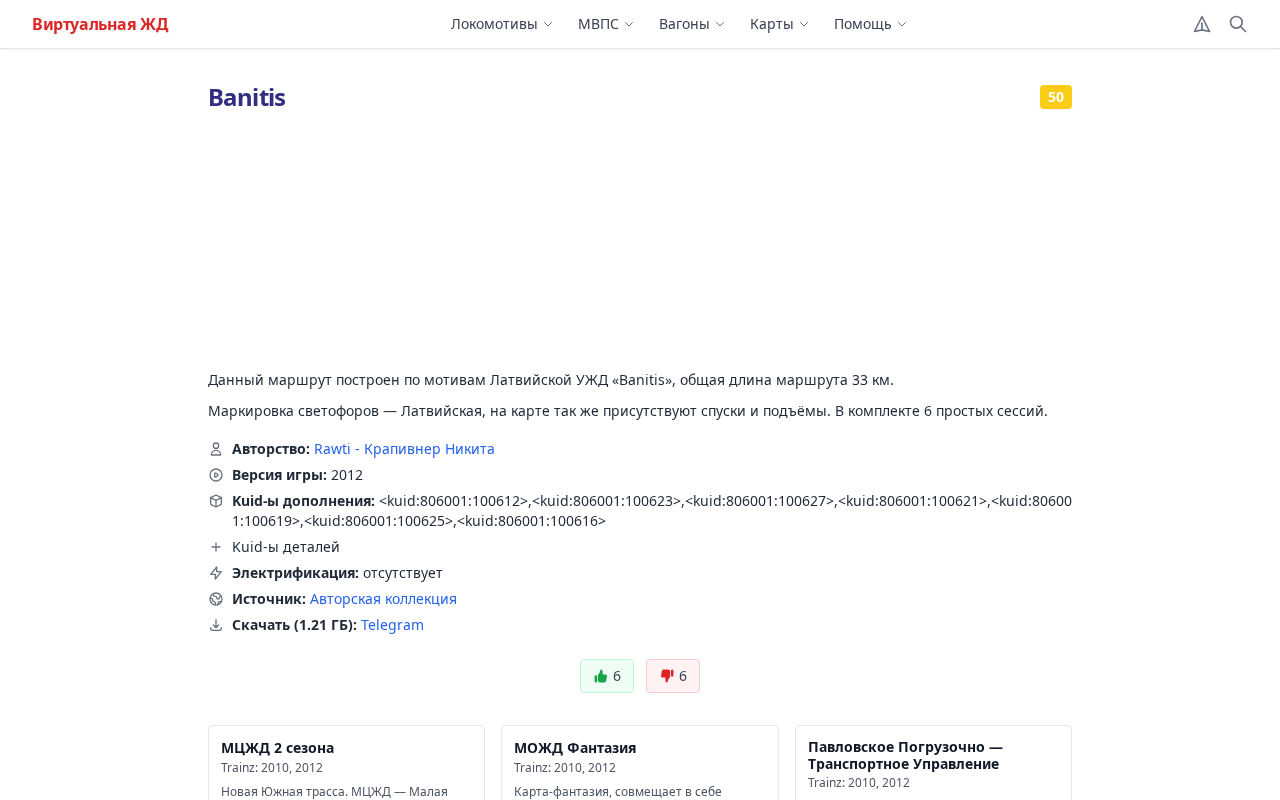 Виртуальная ЖД
Локомотивы
МВПС
Вагоны
Карты
Помощь
Banitis
50
Данный маршрут построен по мотивам Латвийской УЖД «Banitis», общая длина маршрута 33 км.
Маркировка светофоров — Латвийская, на карте так же присутствуют спуски и подъёмы. В комплекте 6 простых сессий.
Авторство: Rawti - Крапивнер Никита
Версия игры: 2012
Kuid-ы дополнения: <kuid:806001:100612>,<kuid:806001:100623>,<kuid:806001:100627>,<kuid:806001:100621>,<kuid:80600
1:100619>,<kuid:806001:100625>,<kuid:806001:100616>
Kuid-ы деталей
Электрификация: отсутствует
Источник: Авторская коллекция
Скачать (1.21 ГБ): Telegram
6
6
МЦЖД 2 сезона
Trainz: 2010, 2012
Новая Южная трасса. МЦЖД — Малая
МОЖД Фантазия
Trainz: 2010, 2012
Карта-фантазия, совмещает в себе
Павловское Погрузочно —
Транспортное Управление
Trainz: 2010, 2012